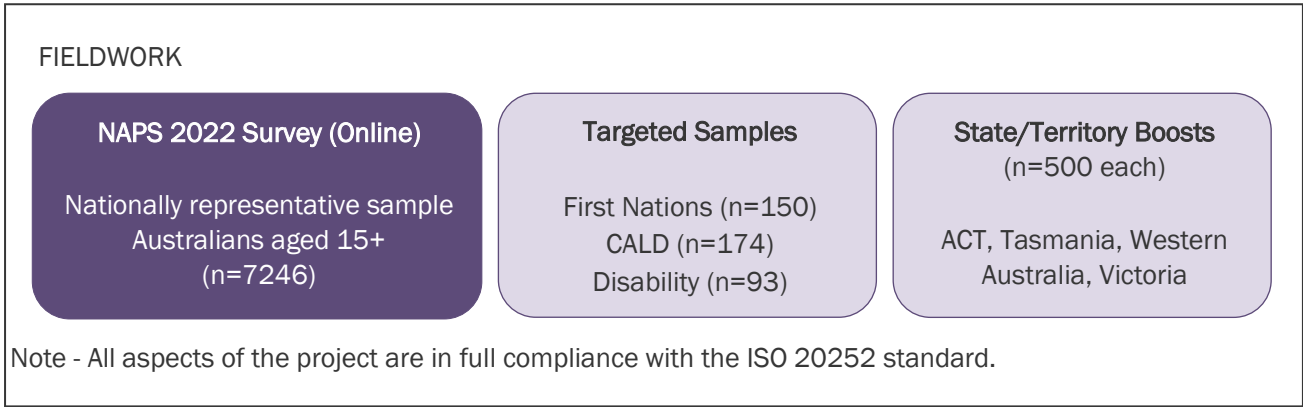 FIELDWORK
NAPS 2022 Survey (Online)
Nationally representative sample
Australians aged 15+
(n=7246)
Targeted Samples
First Nations (n=150)
CALD (n=174)
Disability (n=93)
State/Territory Boosts
(n=500 each)
ACT, Tasmania, Western
Australia, Victoria
Note - All aspects of the project are in full compliance with the ISO 20252 standard.